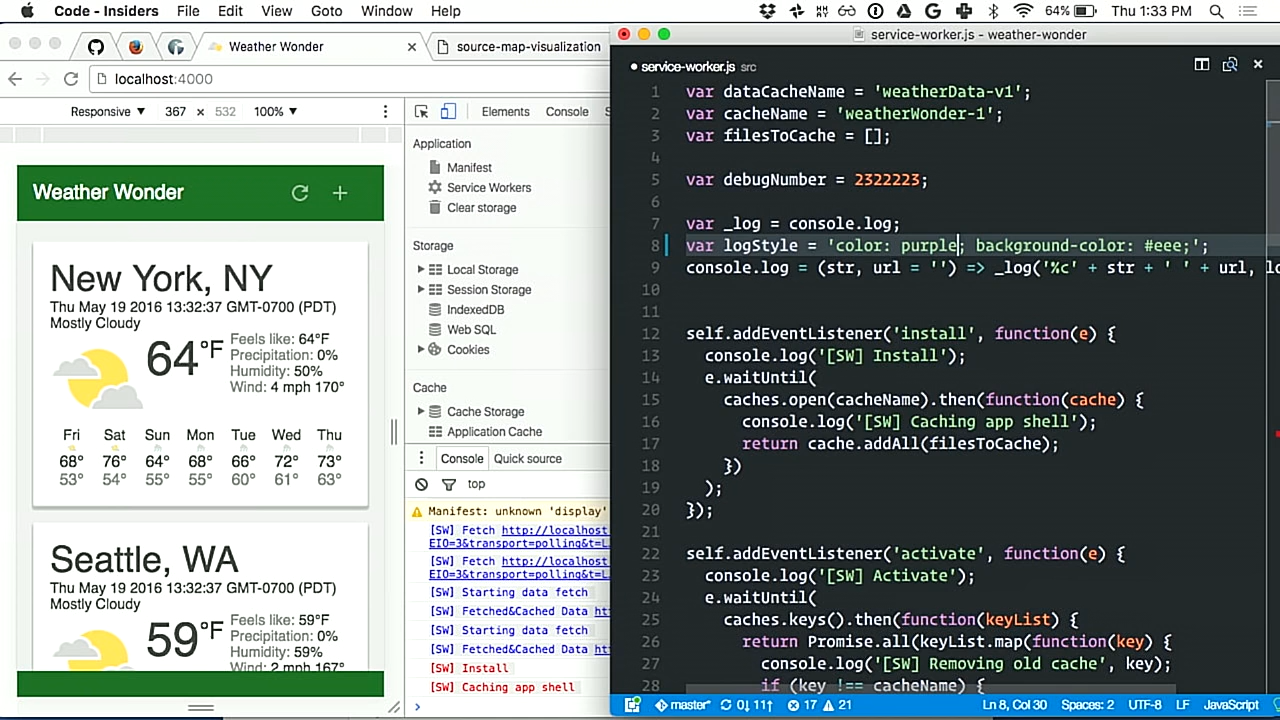 Code - Insiders File Edit View Goto Window Help 64% Thu 1:33 PM
Weather Wonder
source-map-visualization
localhost:4000
Responsive 367 × 532 100%
Elements Console
Application
Manifest
Service Workers
Clear storage
Storage
Local Storage
Session Storage
IndexedDB
Web SQL
Cookies
Cache
Cache Storage
Application Cache
Console Quick source
top
Manifest: unknown 'display'
[SW] Fetch http://localhost
EIO=3&transport=polling&t=L
[SW] Fetch http://localhost
EIO=3&transport=polling&t=L
[SW] Starting data fetch
[SW] Fetched&Cached Data ht
[SW] Starting data fetch
[SW] Fetched&Cached Data ht
[SW] Install
[SW] Caching app shell
Weather Wonder
New York, NY
Thu May 19 2016 13:32:37 GMT-0700 (PDT)
Mostly Cloudy
64°F
Feels like: 64°F
Precipitation: 0%
Humidity: 50%
Wind: 4 mph 170°
Fri Sat Sun Mon Tue Wed Thu
68° 76° 64° 68° 66° 72° 73°
53° 54° 55° 55° 60° 61° 63°
Seattle, WA
Thu May 19 2016 13:32:37 GMT-0700 (PDT)
Mostly Cloudy
59°F
Feels like: 59°F
Precipitation: 0%
Humidity: 59%
Wind: 2 mph 167°
service-worker.js - weather-wonder
service-worker.js src
1 var dataCacheName = 'weatherData-v1';
2 var cacheName = 'weatherWonder-1';
3 var filesToCache = [];
4
5 var debugNumber = 2322223;
6
7 var _log = console.log;
8 var logStyle = 'color: purple; background-color: #eee;';
9 console.log = (str, url = '') => _log('%c' + str + ' ' + url, lo
10
11
12 self.addEventListener('install', function(e) {
13 console.log('[SW] Install');
14 e.waitUntil(
15 caches.open(cacheName).then(function(cache) {
16 console.log('[SW] Caching app shell');
17 return cache.addAll(filesToCache);
18 })
19 );
20 });
21
22 self.addEventListener('activate', function(e) {
23 console.log('[SW] Activate');
24 e.waitUntil(
25 caches.keys().then(function(keyList) {
26 return Promise.all(keyList.map(function(key) {
27 console.log('[SW] Removing old cache', key);
28 if (key !== cacheName) {
master* 0↓ 11↑ 17 21 Ln 8, Col 30 Spaces: 2 UTF-8 LF JavaScript